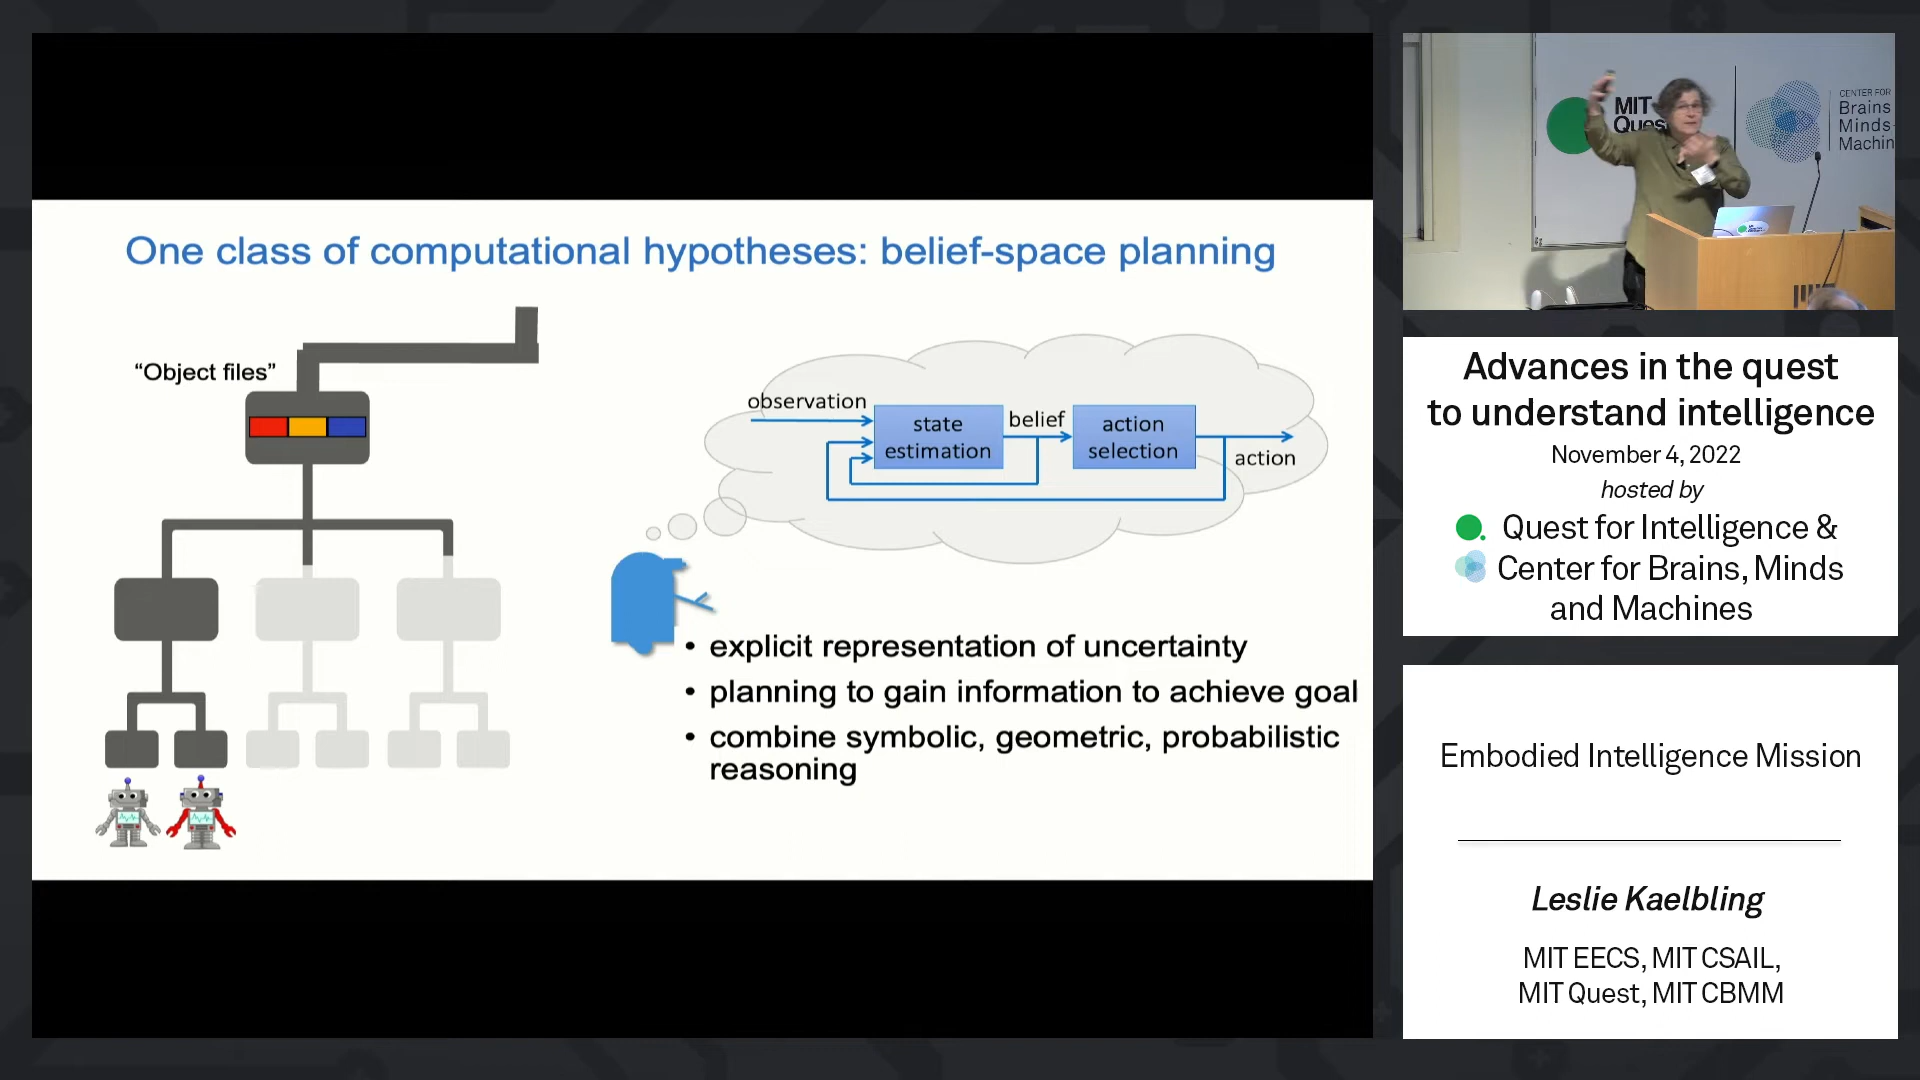 One class of computational hypotheses: belief-space planning
“Object files”
observation
state
estimation
belief
action
selection
action
• explicit representation of uncertainty
• planning to gain information to achieve goal
• combine symbolic, geometric, probabilistic
reasoning
MIT
Ques
CENTER FOR
Brains
Minds
Machin
Advances in the quest
to understand intelligence
November 4, 2022
hosted by
Quest for Intelligence &
Center for Brains, Minds
and Machines
Embodied Intelligence Mission
Leslie Kaelbling
MIT EECS, MIT CSAIL,
MIT Quest, MIT CBMM